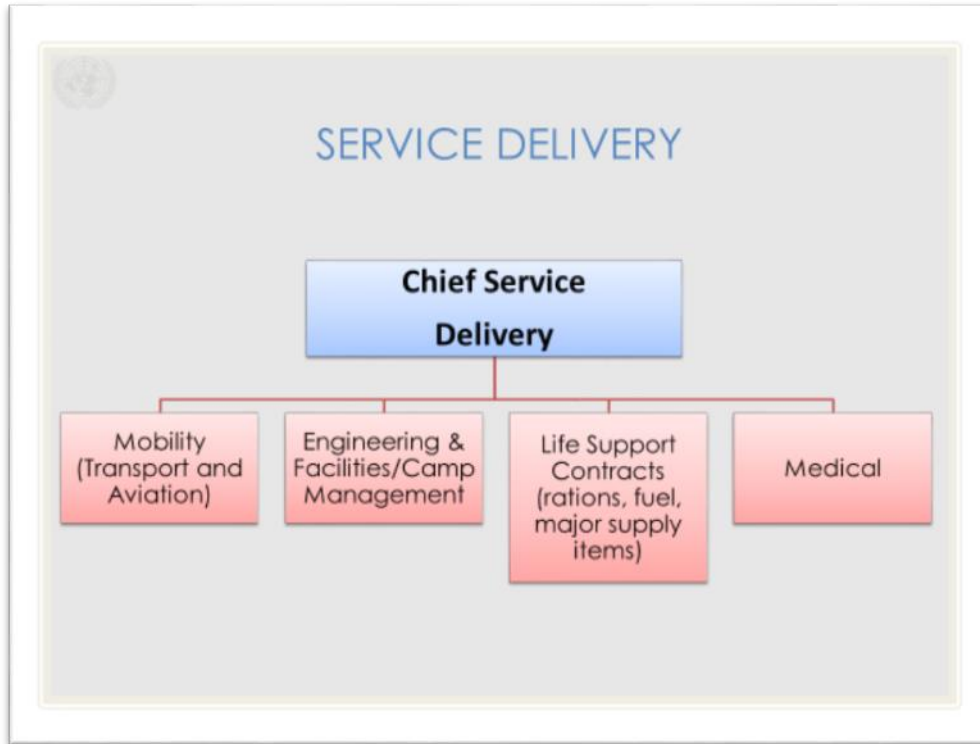 SERVICE DELIVERY
Chief Service
Delivery
Mobility
(Transport and
Aviation)
Engineering &
Facilities/Camp
Management
Life Support
Contracts
(rations, fuel,
major supply
items)
Medical